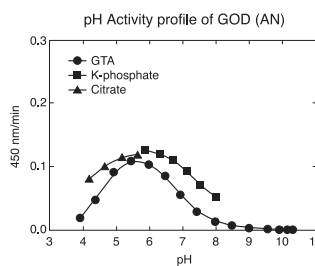 pH Activity profile of GOD (AN)
0.3
0.2
0.1
0.0
450 nm/min
GTA
K-phosphate
Citrate
3 4 5 6 7 8 9 10 11
pH